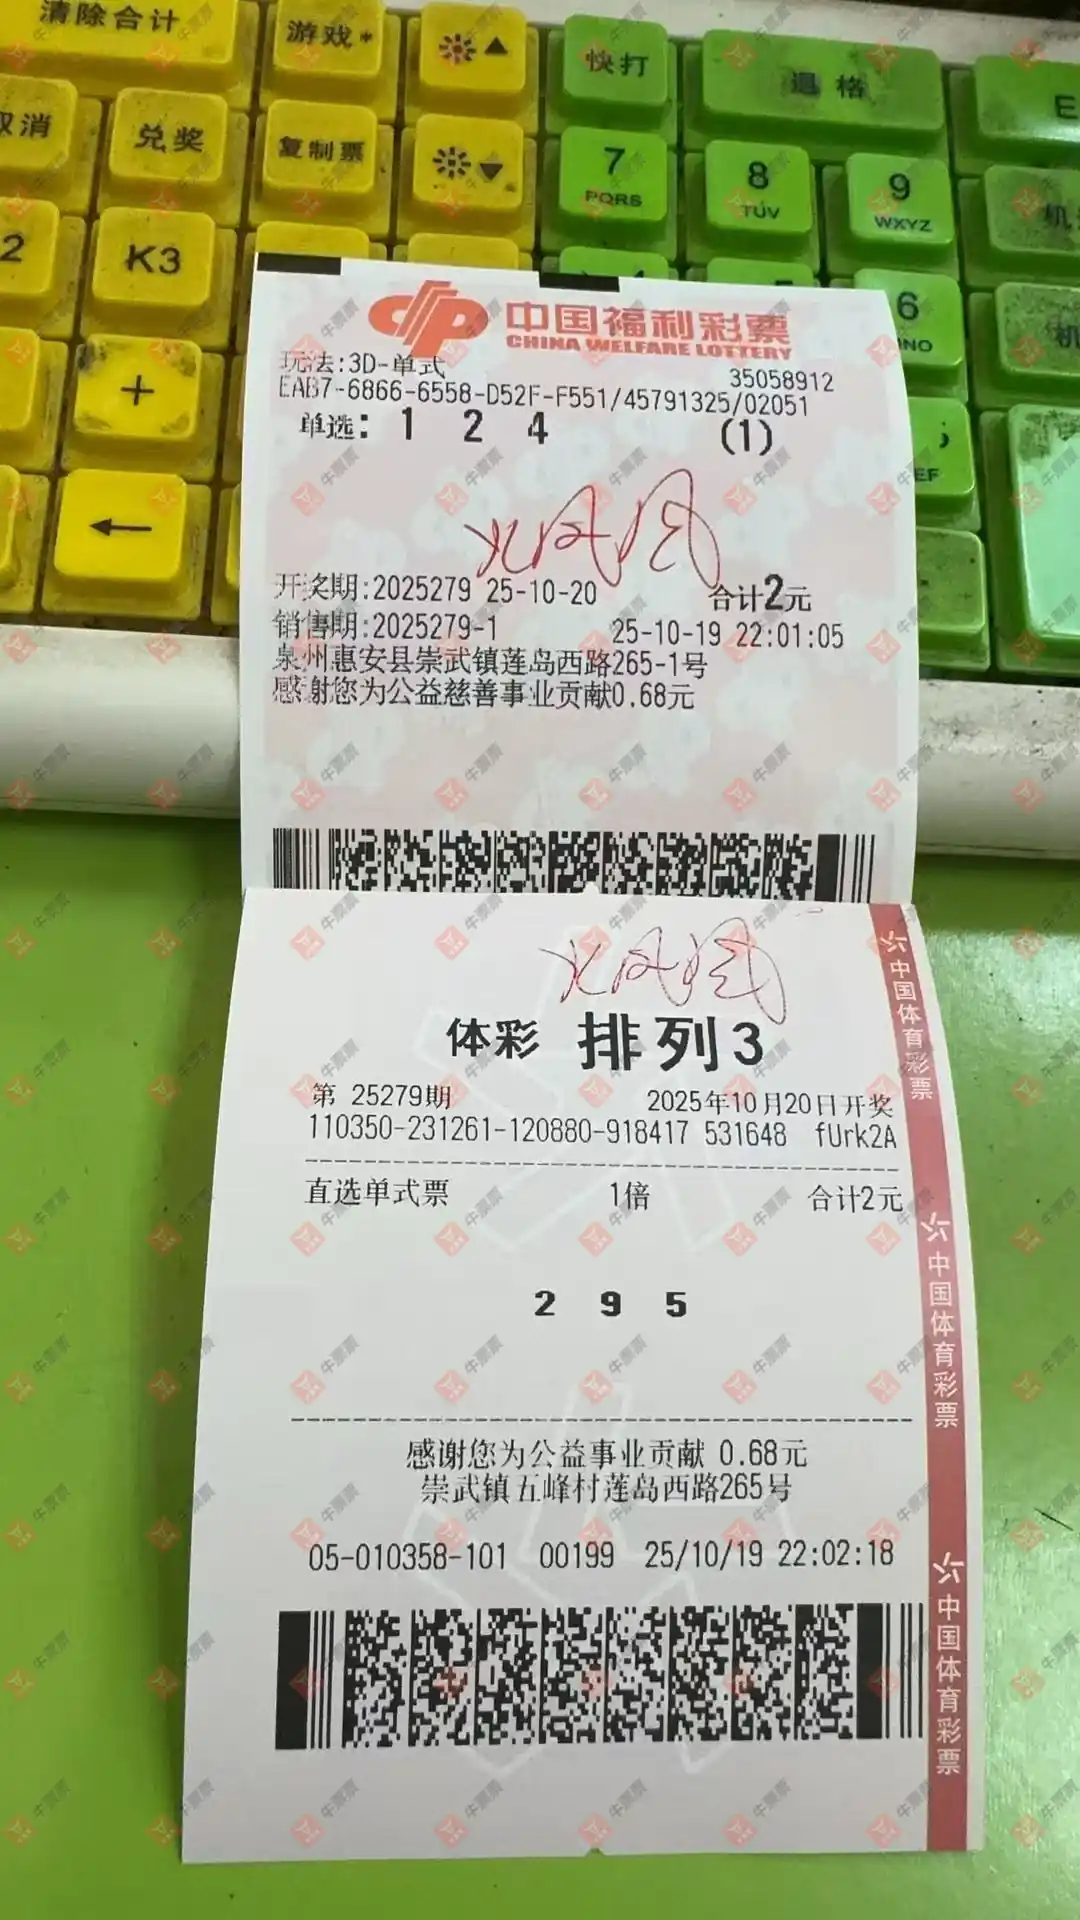 清除合计
游戏+
▲
快打
退格
E
取消
兑奖
复制票
▼
7
PQRS
8
TUV
9
WXYZ
2
K3
6
MNO
+
EF
←
中国福利彩票
CHINA WELFARE LOTTERY
玩法:3D-单式
35058912
EAB7-6866-6558-D52F-F551/45791325/02051
单选: 1 2 4 (1)
北凤凰
开奖期:2025279 25-10-20 合计2元
销售期:2025279-1 25-10-19 22:01:05
泉州惠安县崇武镇莲岛西路265-1号
感谢您为公益慈善事业贡献0.68元
北凤凰
体彩 排列3
第 25279期 2025年10月20日开奖
110350-231261-120880-918417 531648 fUrk2A
直选单式票 1倍 合计2元
2 9 5
感谢您为公益事业贡献 0.68元
崇武镇五峰村莲岛西路265号
05-010358-101 00199 25/10/19 22:02:18
中国体育彩票
中国体育彩票
中国体育彩票
牛票票